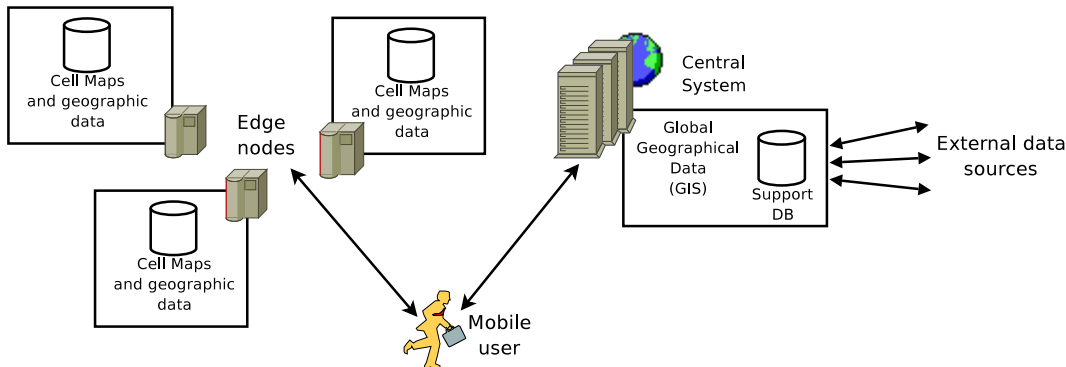 Cell Maps
and geographic
data
Edge
nodes
Cell Maps
and geographic
data
Cell Maps
and geographic
data
Central
System
Global
Geographical
Data
(GIS)
Support
DB
External data
sources
Mobile
user